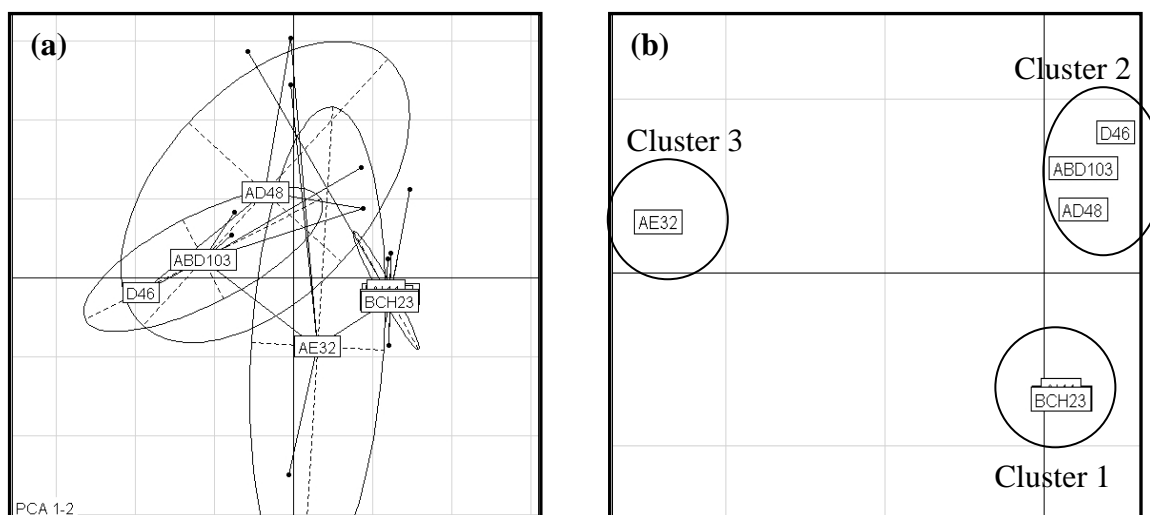 (a)
AD48
ABD103
D46
BCH23
AE32
PCA 1-2
(b)
Cluster 2
Cluster 3
D46
ABD103
AE32
AD48
BCH23
Cluster 1